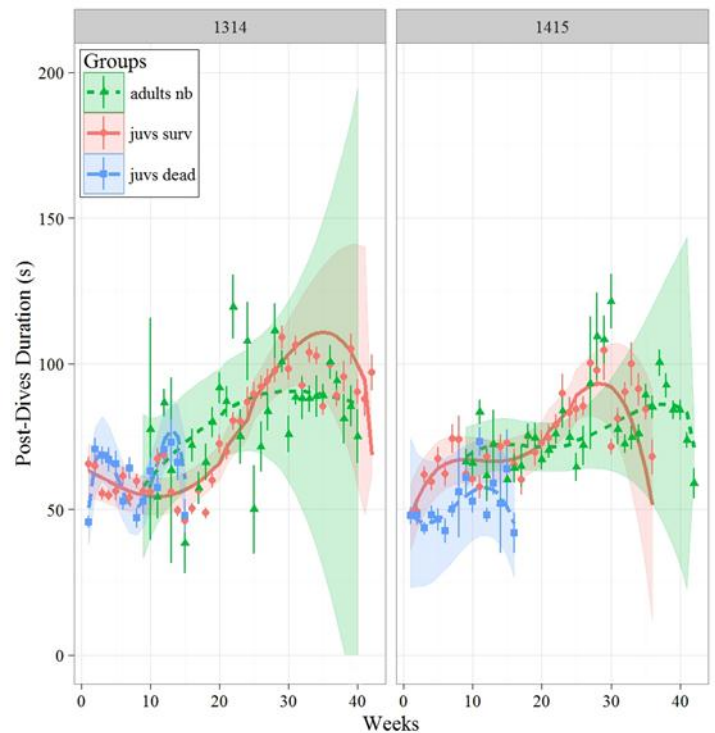 1314
1415
Groups
adults nb
juvs surv
juvs dead
Post-Dives Duration (s)
200
150
100
50
0
0 10 20 30 40
0 10 20 30 40
Weeks